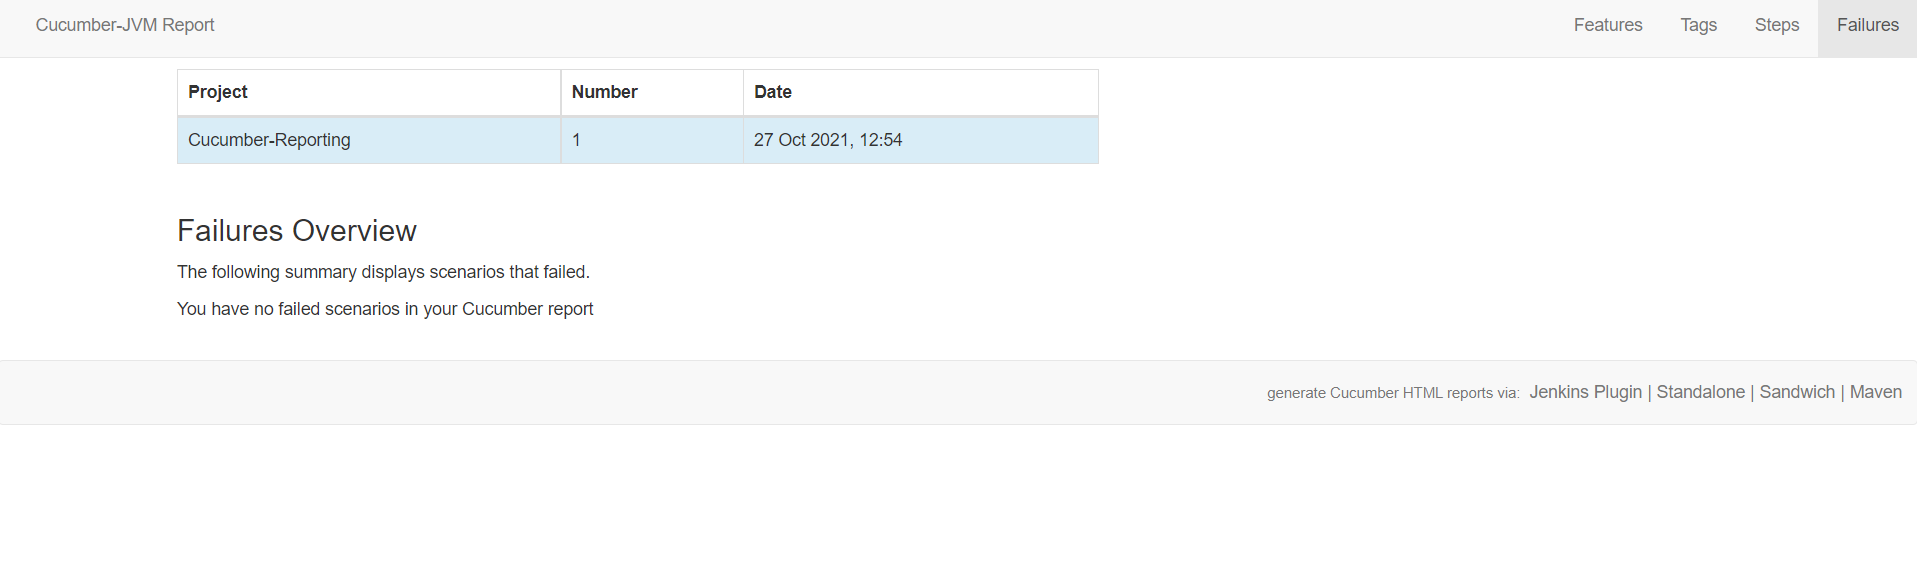 Cucumber-JVM Report Features Tags Steps Failures
Project Number Date
Cucumber-Reporting 1 27 Oct 2021, 12:54
Failures Overview
The following summary displays scenarios that failed.
You have no failed scenarios in your Cucumber report
generate Cucumber HTML reports via: Jenkins Plugin | Standalone | Sandwich | Maven